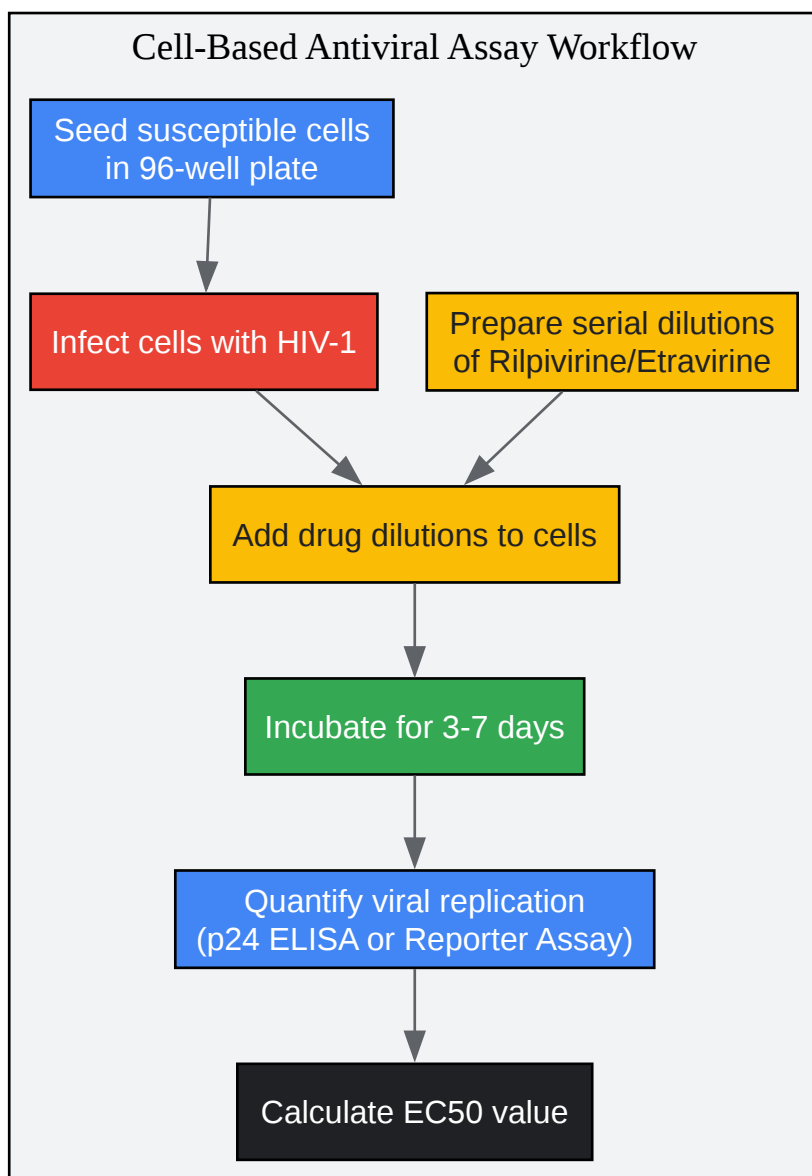 Cell-Based Antiviral Assay Workflow
Seed susceptible cells
in 96-well plate
Infect cells with HIV-1
Prepare serial dilutions
of Rilpivirine/Etravirine
Add drug dilutions to cells
Incubate for 3-7 days
Quantify viral replication
(p24 ELISA or Reporter Assay)
Calculate EC50 value